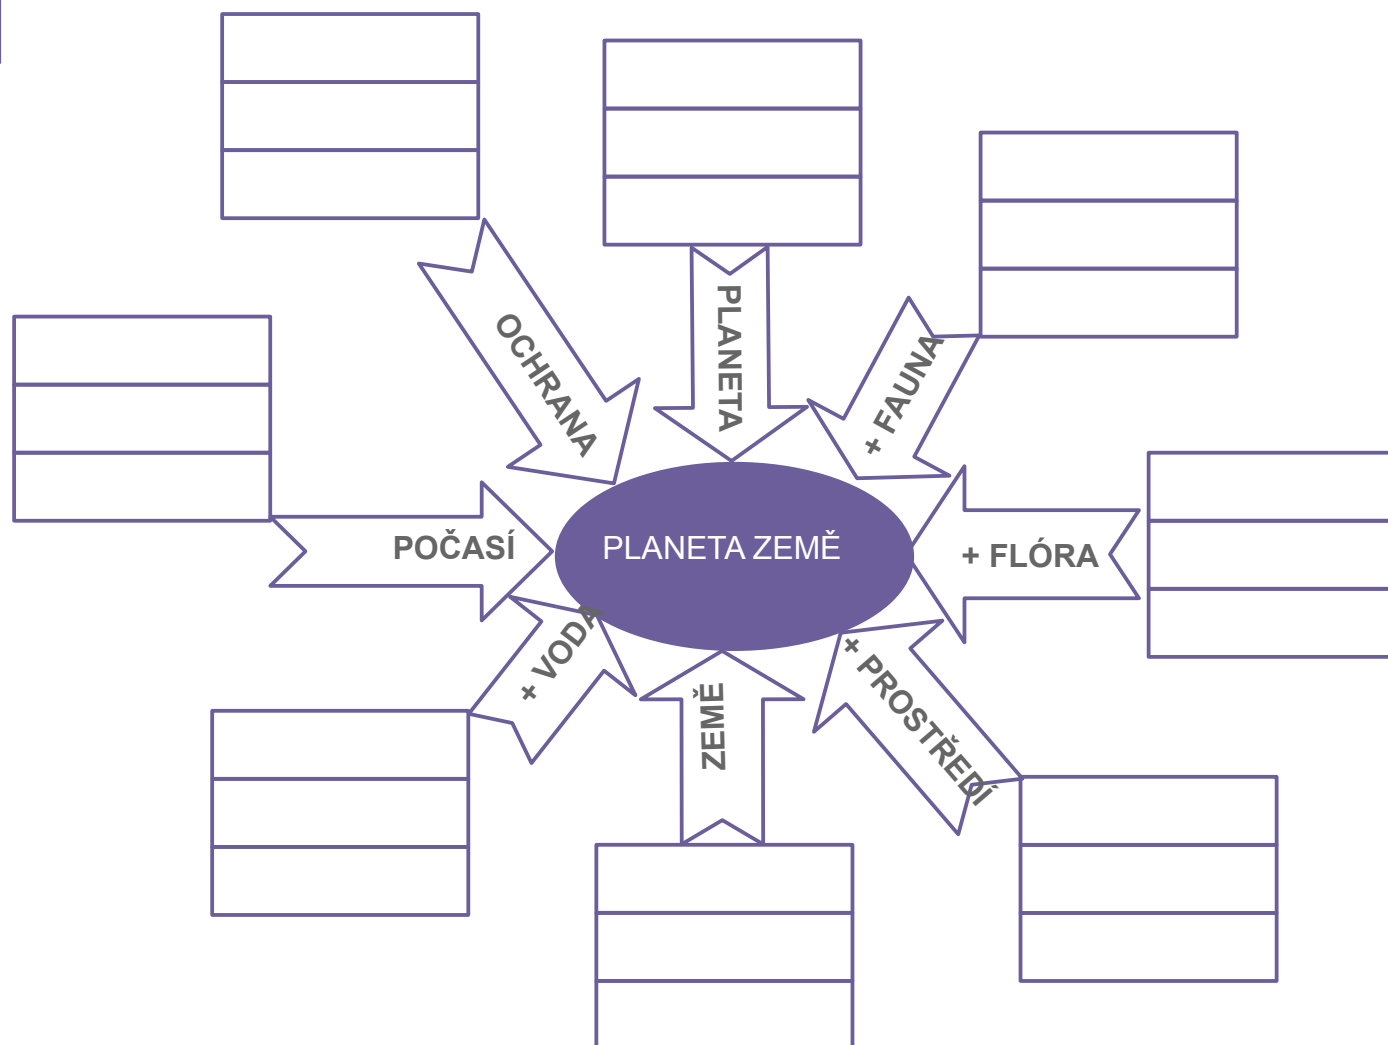 PLANETA
OCHRANA
+ FAUNA
POČASÍ
PLANETA ZEMĚ
+ FLÓRA
+ VODA
ZEMĚ
+ PROSTŘEDÍ